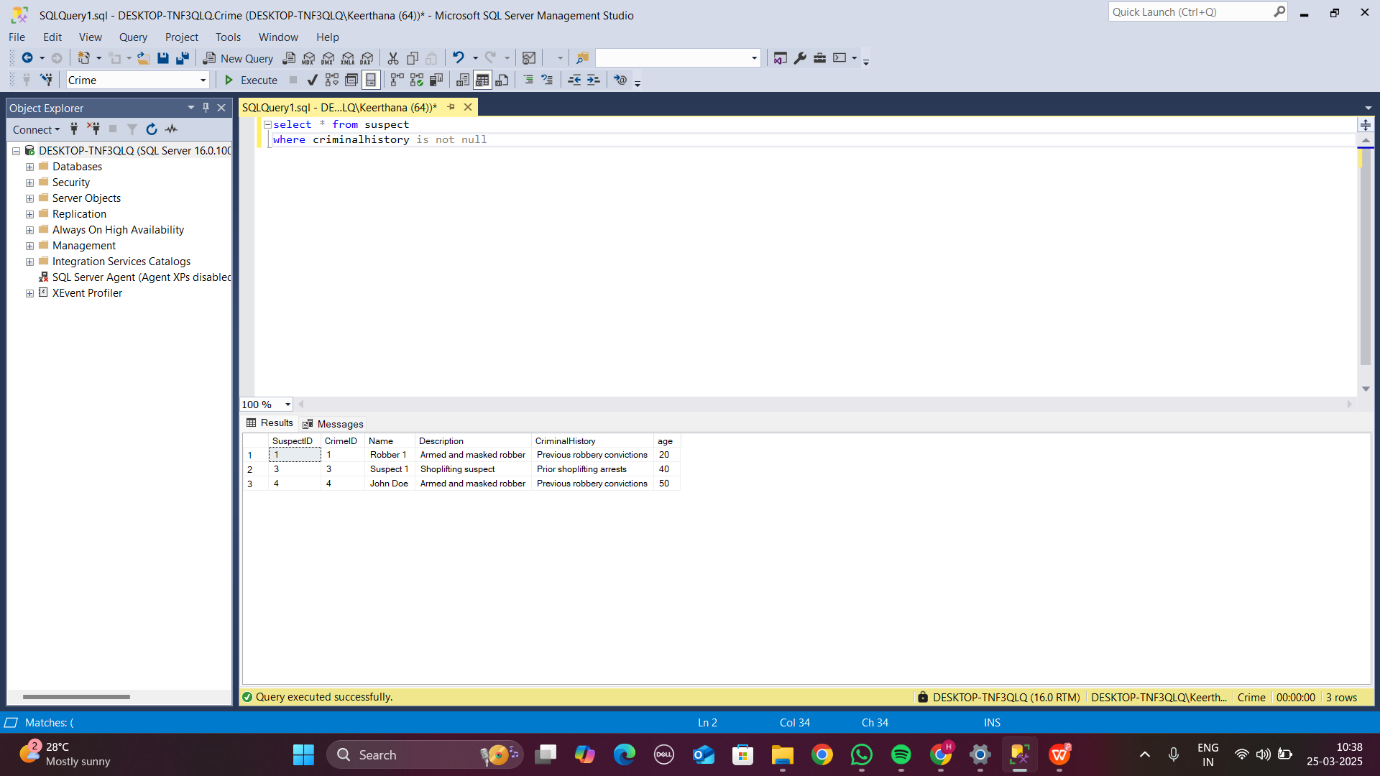 SQLQuery1.sql - DESKTOP-TNF3QLQ.Crime (DESKTOP-TNF3QLQ\Keerthana (64))* - Microsoft SQL Server Management Studio
Quick Launch (Ctrl+Q)
File Edit View Query Project Tools Window Help
New Query
MDX DMX XMLA DAX
Crime
Execute
Object Explorer
SQLQuery1.sql - DE...LQ\Keerthana (64))*
Connect
DESKTOP-TNF3QLQ (SQL Server 16.0.100
Databases
Security
Server Objects
Replication
Always On High Availability
Management
Integration Services Catalogs
SQL Server Agent (Agent XPs disabled
XEvent Profiler
select * from suspect
where criminalhistory is not null
100 %
Results Messages
SuspectID CrimeID Name Description CriminalHistory age
1 1 1 Robber 1 Armed and masked robber Previous robbery convictions 20
2 3 3 Suspect 1 Shoplifting suspect Prior shoplifting arrests 40
3 4 4 John Doe Armed and masked robber Previous robbery convictions 50
Query executed successfully.
DESKTOP-TNF3QLQ (16.0 RTM) DESKTOP-TNF3QLQ\Keerth... Crime 00:00:00 3 rows
Matches: (
Ln 2 Col 34 Ch 34 INS
2
28°C
Mostly sunny
Search
DELL
H
ENG
IN
10:38
25-03-2025